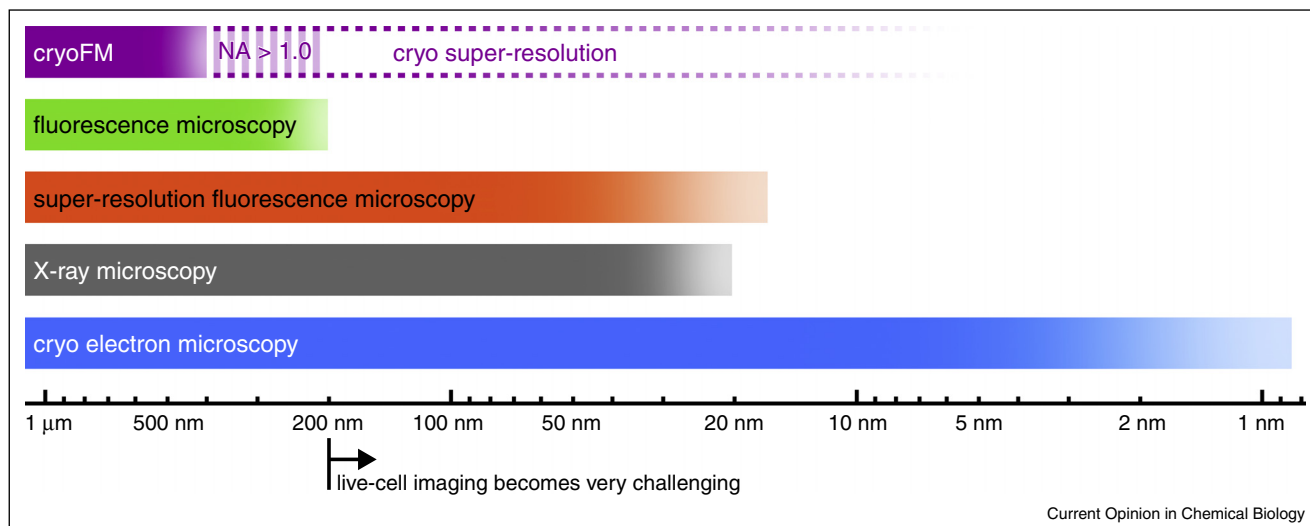 cryoFM NA > 1.0 cryo super-resolution
fluorescence microscopy
super-resolution fluorescence microscopy
X-ray microscopy
cryo electron microscopy
1 μm 500 nm 200 nm 100 nm 50 nm 20 nm 10 nm 5 nm 2 nm 1 nm
live-cell imaging becomes very challenging
Current Opinion in Chemical Biology